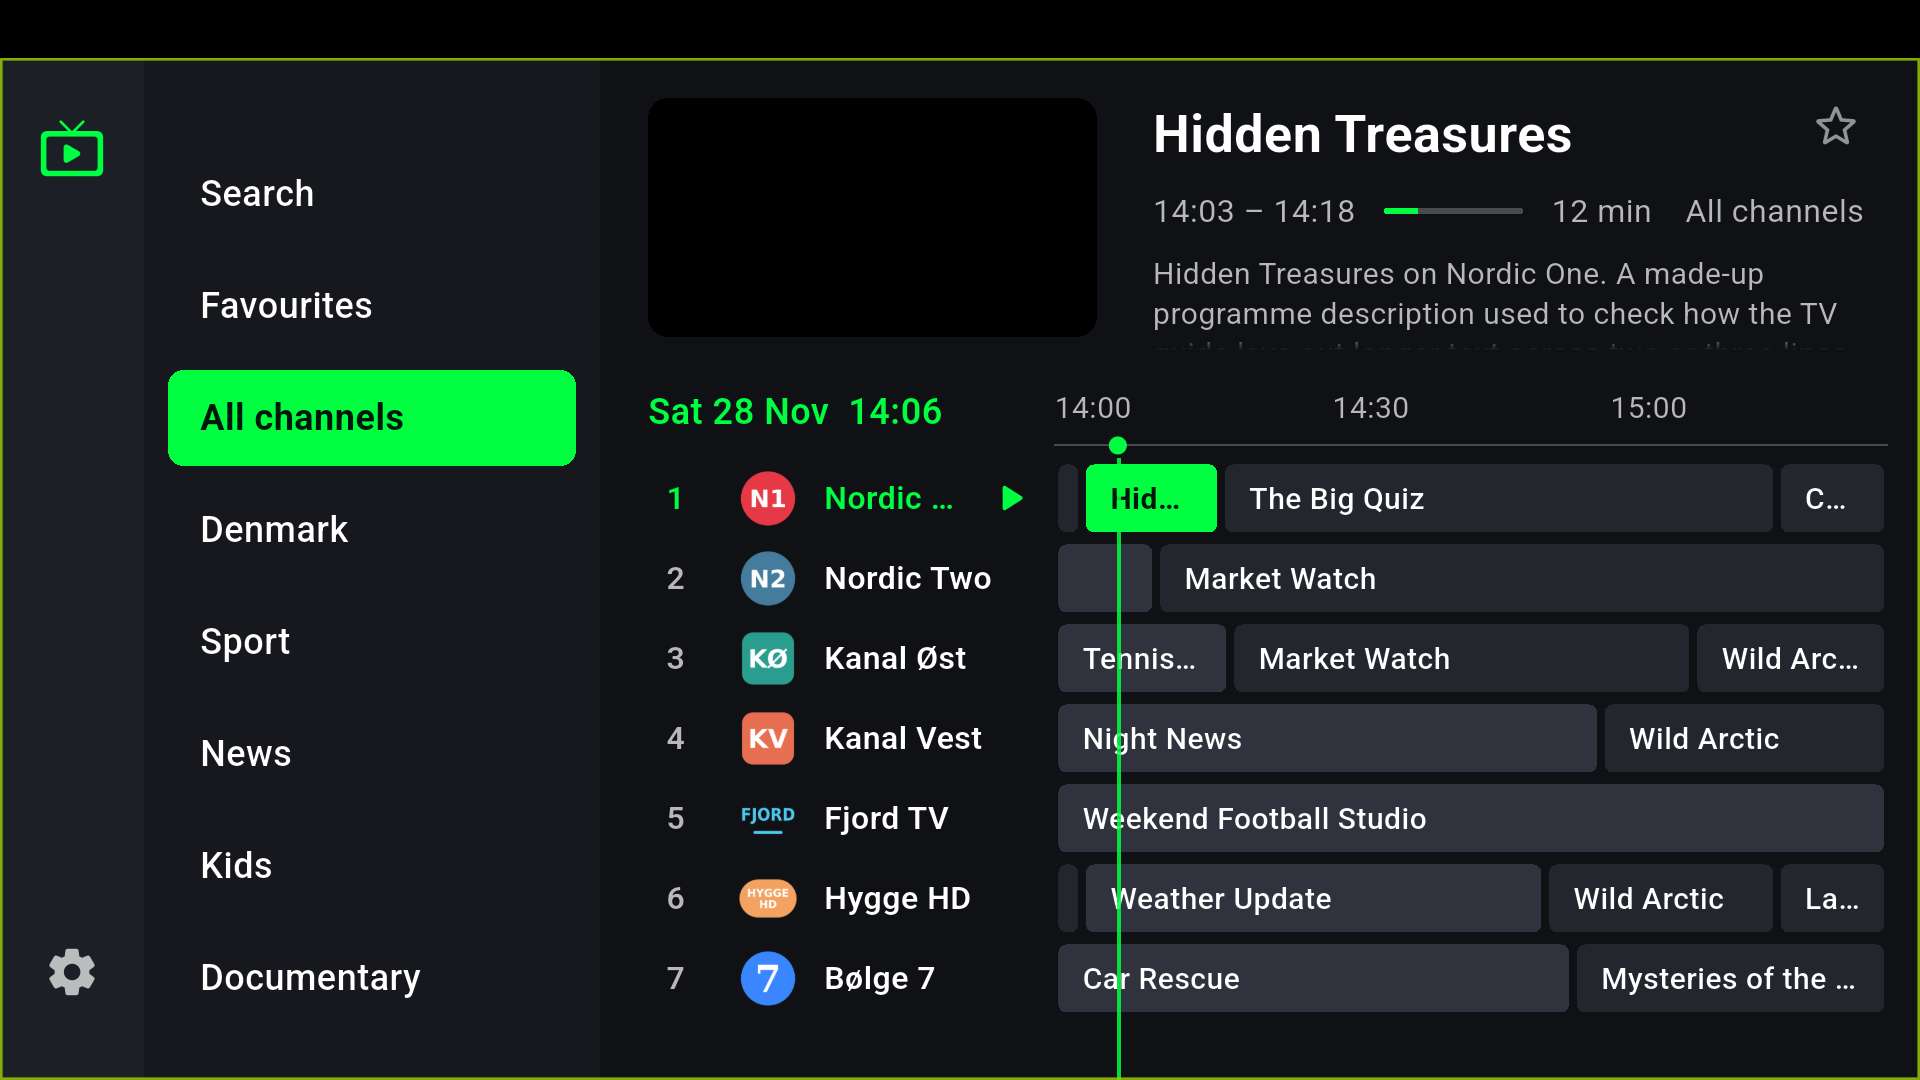 Search
Favourites
All channels
Denmark
Sport
News
Kids
Documentary
Hidden Treasures
14:03 – 14:18 12 min All channels
Hidden Treasures on Nordic One. A made-up
programme description used to check how the TV
Sat 28 Nov 14:06 14:00 14:30 15:00
1 N1 Nordic ... Hid... The Big Quiz C...
2 N2 Nordic Two Market Watch
3 KØ Kanal Øst Tennis... Market Watch Wild Arc...
4 KV Kanal Vest Night News Wild Arctic
5 FJORD Fjord TV Weekend Football Studio
6 HYGGE HD Hygge HD Weather Update Wild Arctic La...
7 7 Bølge 7 Car Rescue Mysteries of the ...